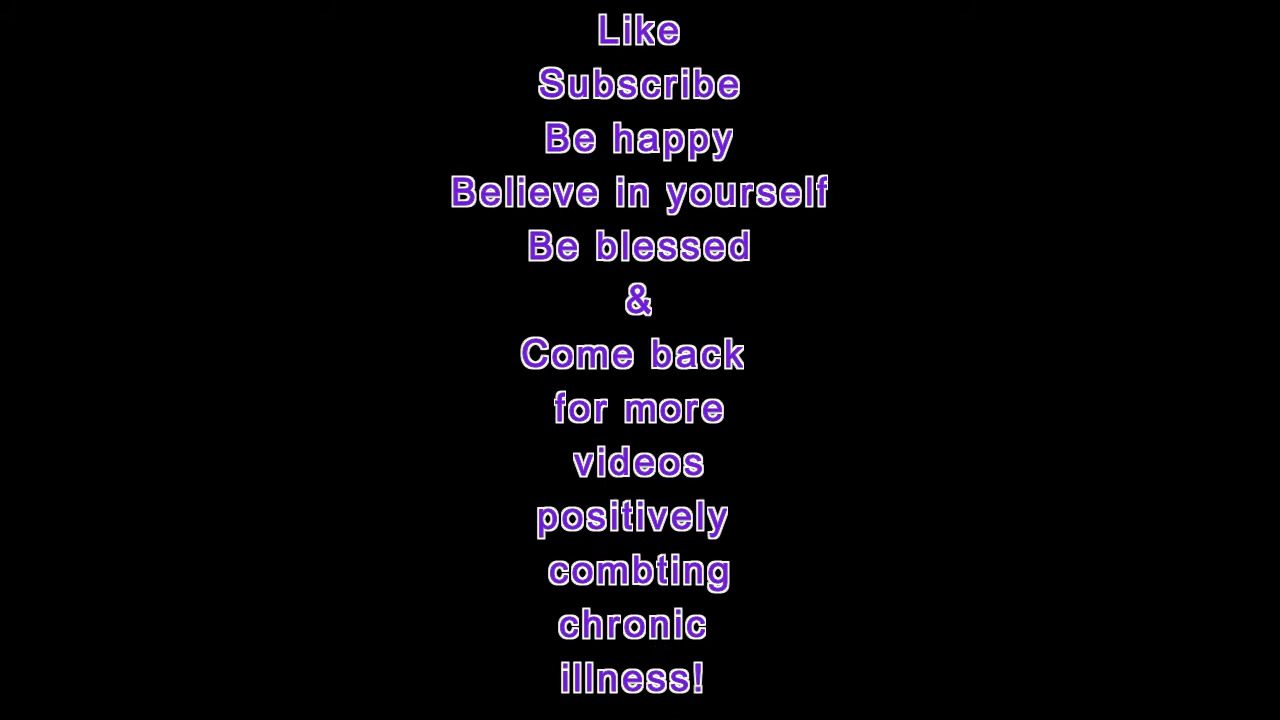 Like
Subscribe
Be happy
Believe in yourself
Be blessed
&
Come back
for more
videos
positively
combting
chronic
illness!